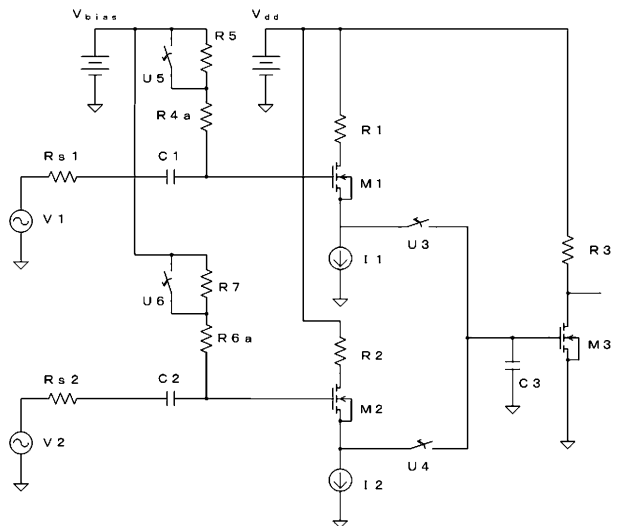 Vbias
Vdd
R5
U5
R4a
R1
Rs1
C1
M1
V1
U3
I1
R3
R7
U6
R6a
R2
M3
Rs2
C2
C3
M2
V2
U4
I2